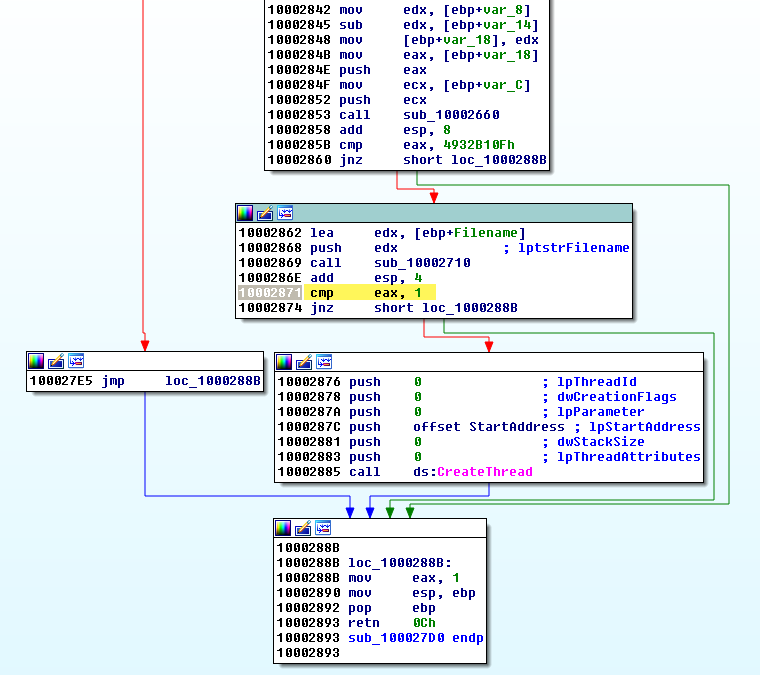 10002842 mov edx, [ebp+var_8]
10002845 sub edx, [ebp+var_14]
10002848 mov [ebp+var_18], edx
1000284B mov eax, [ebp+var_18]
1000284E push eax
1000284F mov ecx, [ebp+var_C]
10002852 push ecx
10002853 call sub_10002660
10002858 add esp, 8
1000285B cmp eax, 4932B10Fh
10002860 jnz short loc_1000288B
10002862 lea edx, [ebp+Filename]
10002868 push edx ; lptstrFilename
10002869 call sub_10002710
1000286E add esp, 4
10002871 cmp eax, 1
10002874 jnz short loc_1000288B
100027E5 jmp loc_1000288B
10002876 push 0 ; lpThreadId
10002878 push 0 ; dwCreationFlags
1000287A push 0 ; lpParameter
1000287C push offset StartAddress ; lpStartAddress
10002881 push 0 ; dwStackSize
10002883 push 0 ; lpThreadAttributes
10002885 call ds:CreateThread
1000288B
1000288B loc_1000288B:
1000288B mov eax, 1
10002890 mov esp, ebp
10002892 pop ebp
10002893 retn 0Ch
10002893 sub_100027D0 endp
10002893